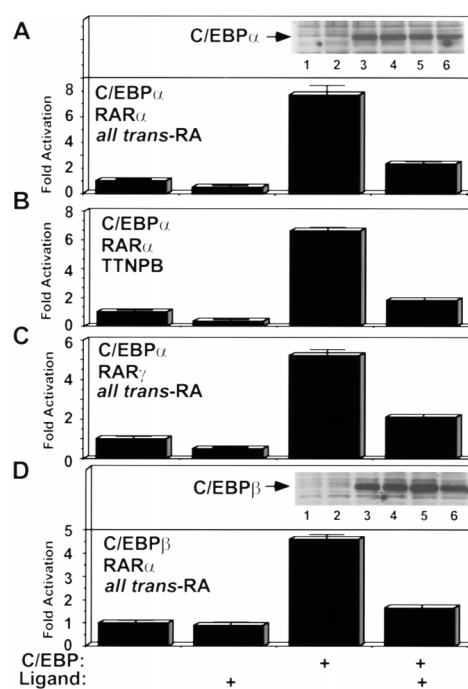 A
C/EBPα
1 2 3 4 5 6
Fold Activation
8
6
4
2
0
C/EBPα
RARα
all trans-RA
B
Fold Activation
8
6
4
2
0
C/EBPα
RARα
TTNPB
C
Fold Activation
6
4
2
0
C/EBPα
RARγ
all trans-RA
D
C/EBPβ
1 2 3 4 5 6
Fold Activation
5
4
3
2
1
0
C/EBPβ
RARα
all trans-RA
C/EBP: + +
Ligand: + +